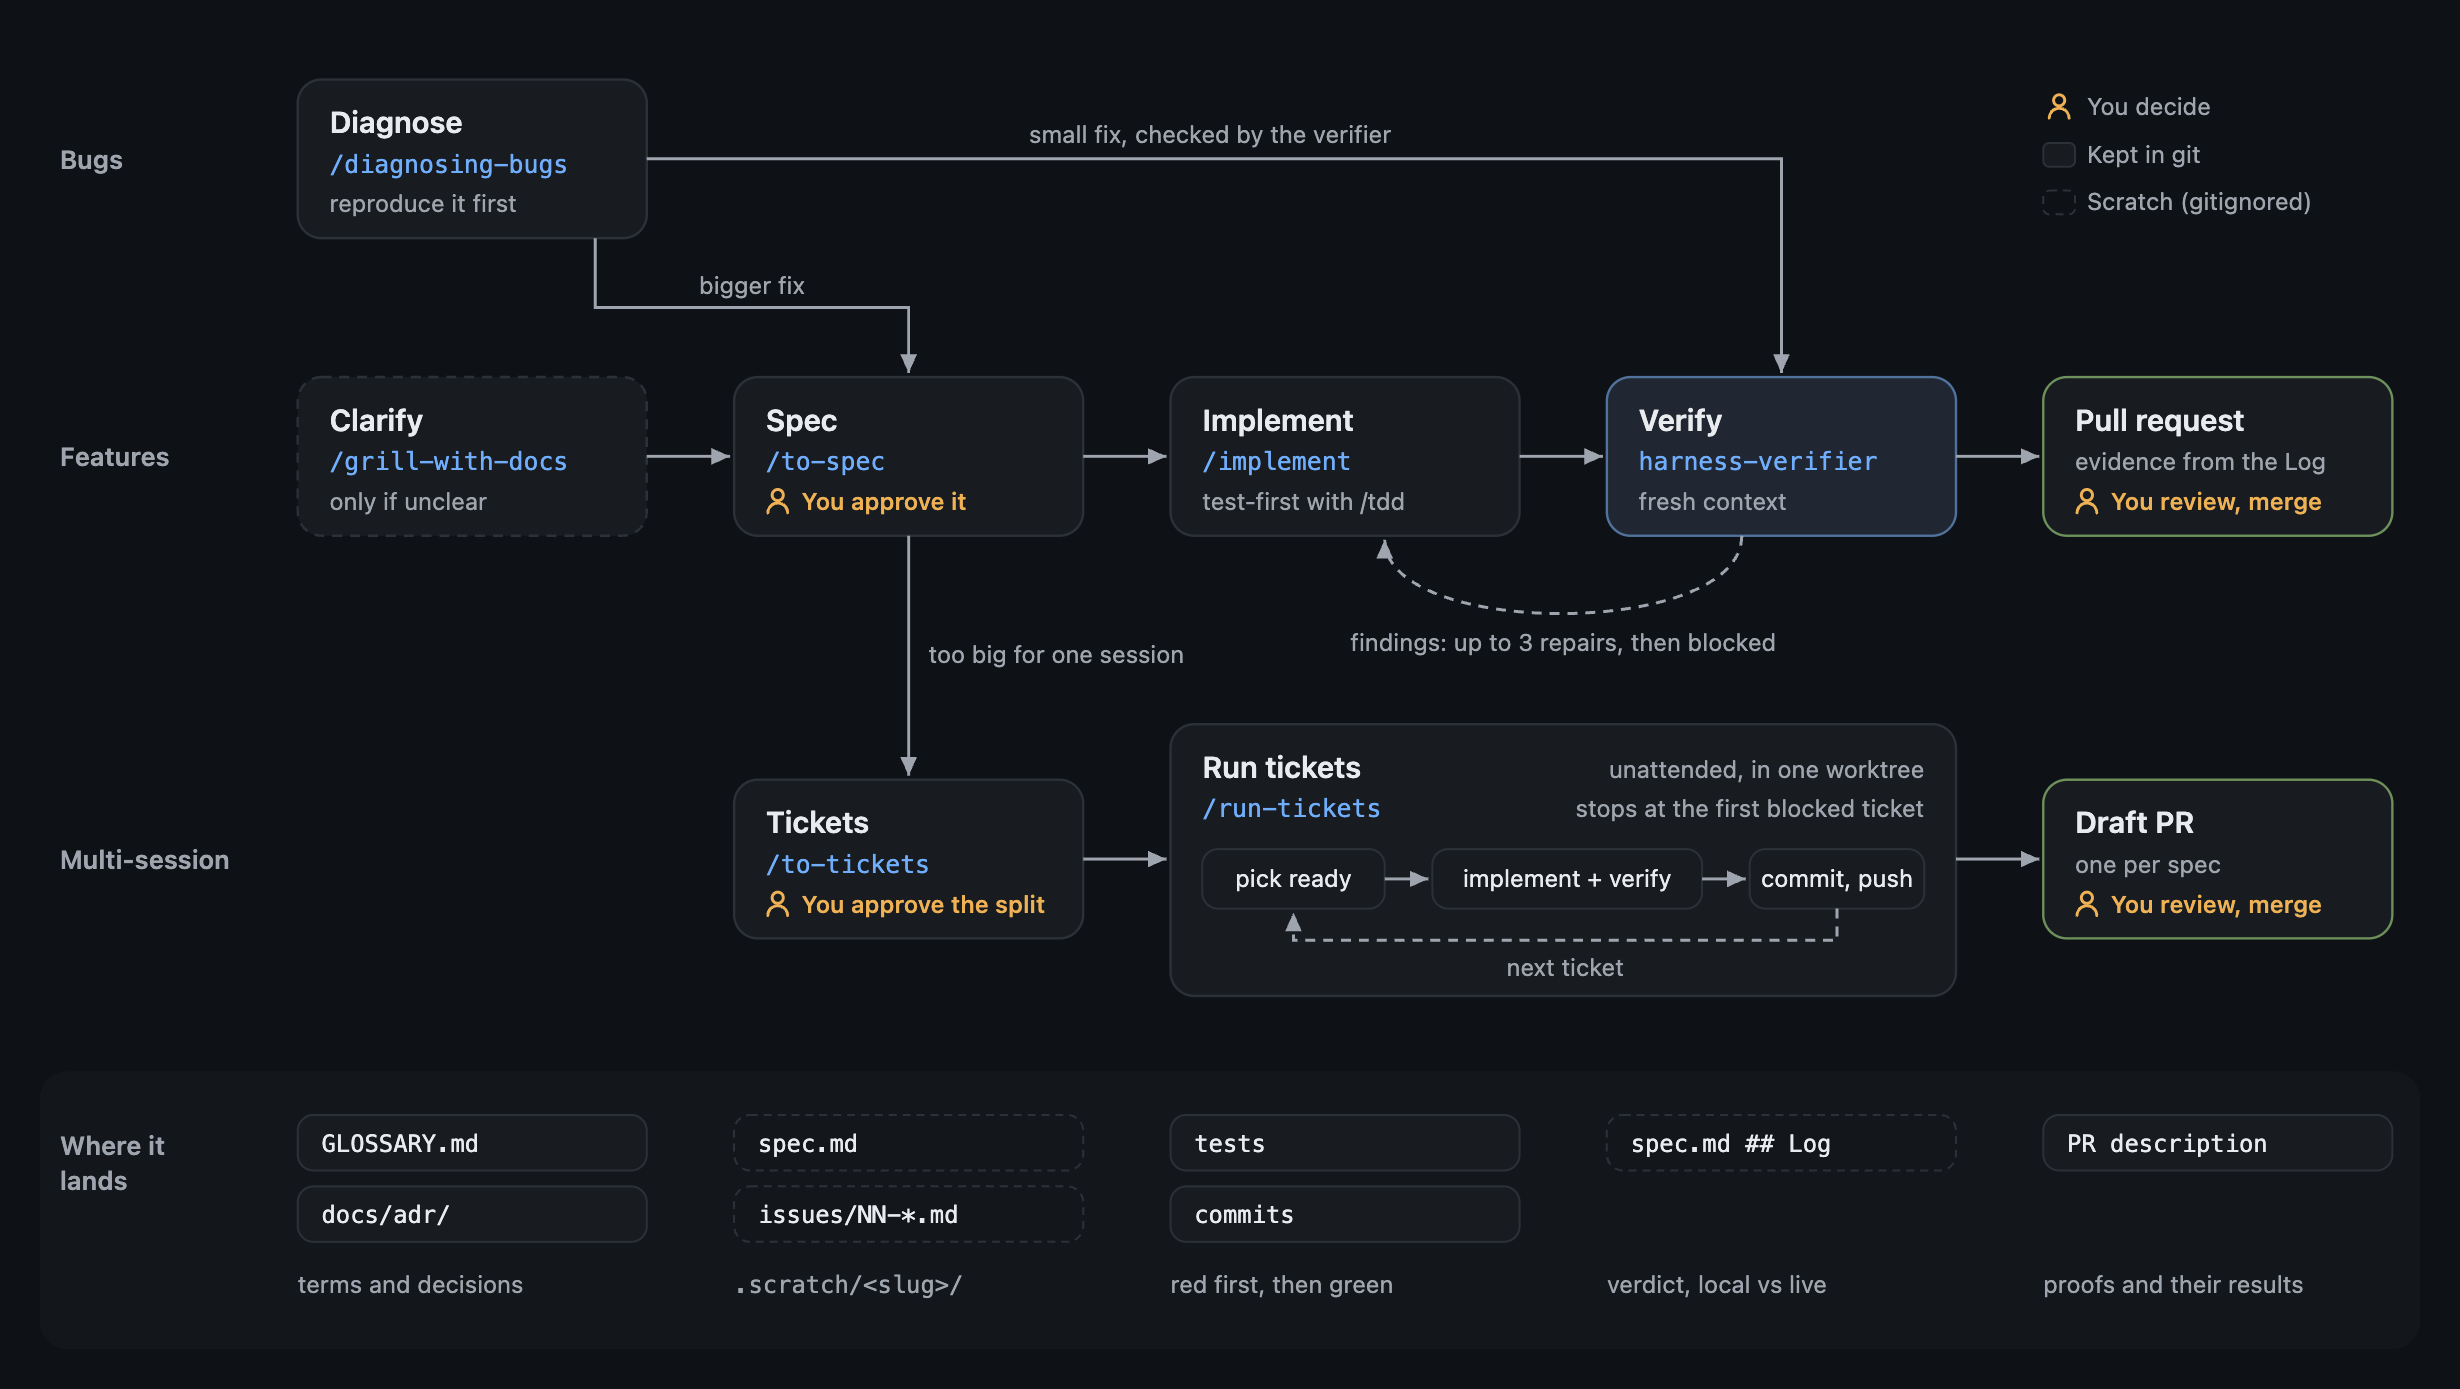 Bugs
Diagnose
/diagnosing-bugs
reproduce it first
small fix, checked by the verifier
You decide
Kept in git
Scratch (gitignored)
bigger fix
Features
Clarify
/grill-with-docs
only if unclear
Spec
/to-spec
You approve it
Implement
/implement
test-first with /tdd
Verify
harness-verifier
fresh context
Pull request
evidence from the Log
You review, merge
findings: up to 3 repairs, then blocked
too big for one session
Multi-session
Tickets
/to-tickets
You approve the split
Run tickets
/run-tickets
unattended, in one worktree
stops at the first blocked ticket
pick ready
implement + verify
commit, push
next ticket
Draft PR
one per spec
You review, merge
Where it
lands
GLOSSARY.md
docs/adr/
terms and decisions
spec.md
issues/NN-*.md
.scratch/<slug>/
tests
commits
red first, then green
spec.md ## Log
verdict, local vs live
PR description
proofs and their results